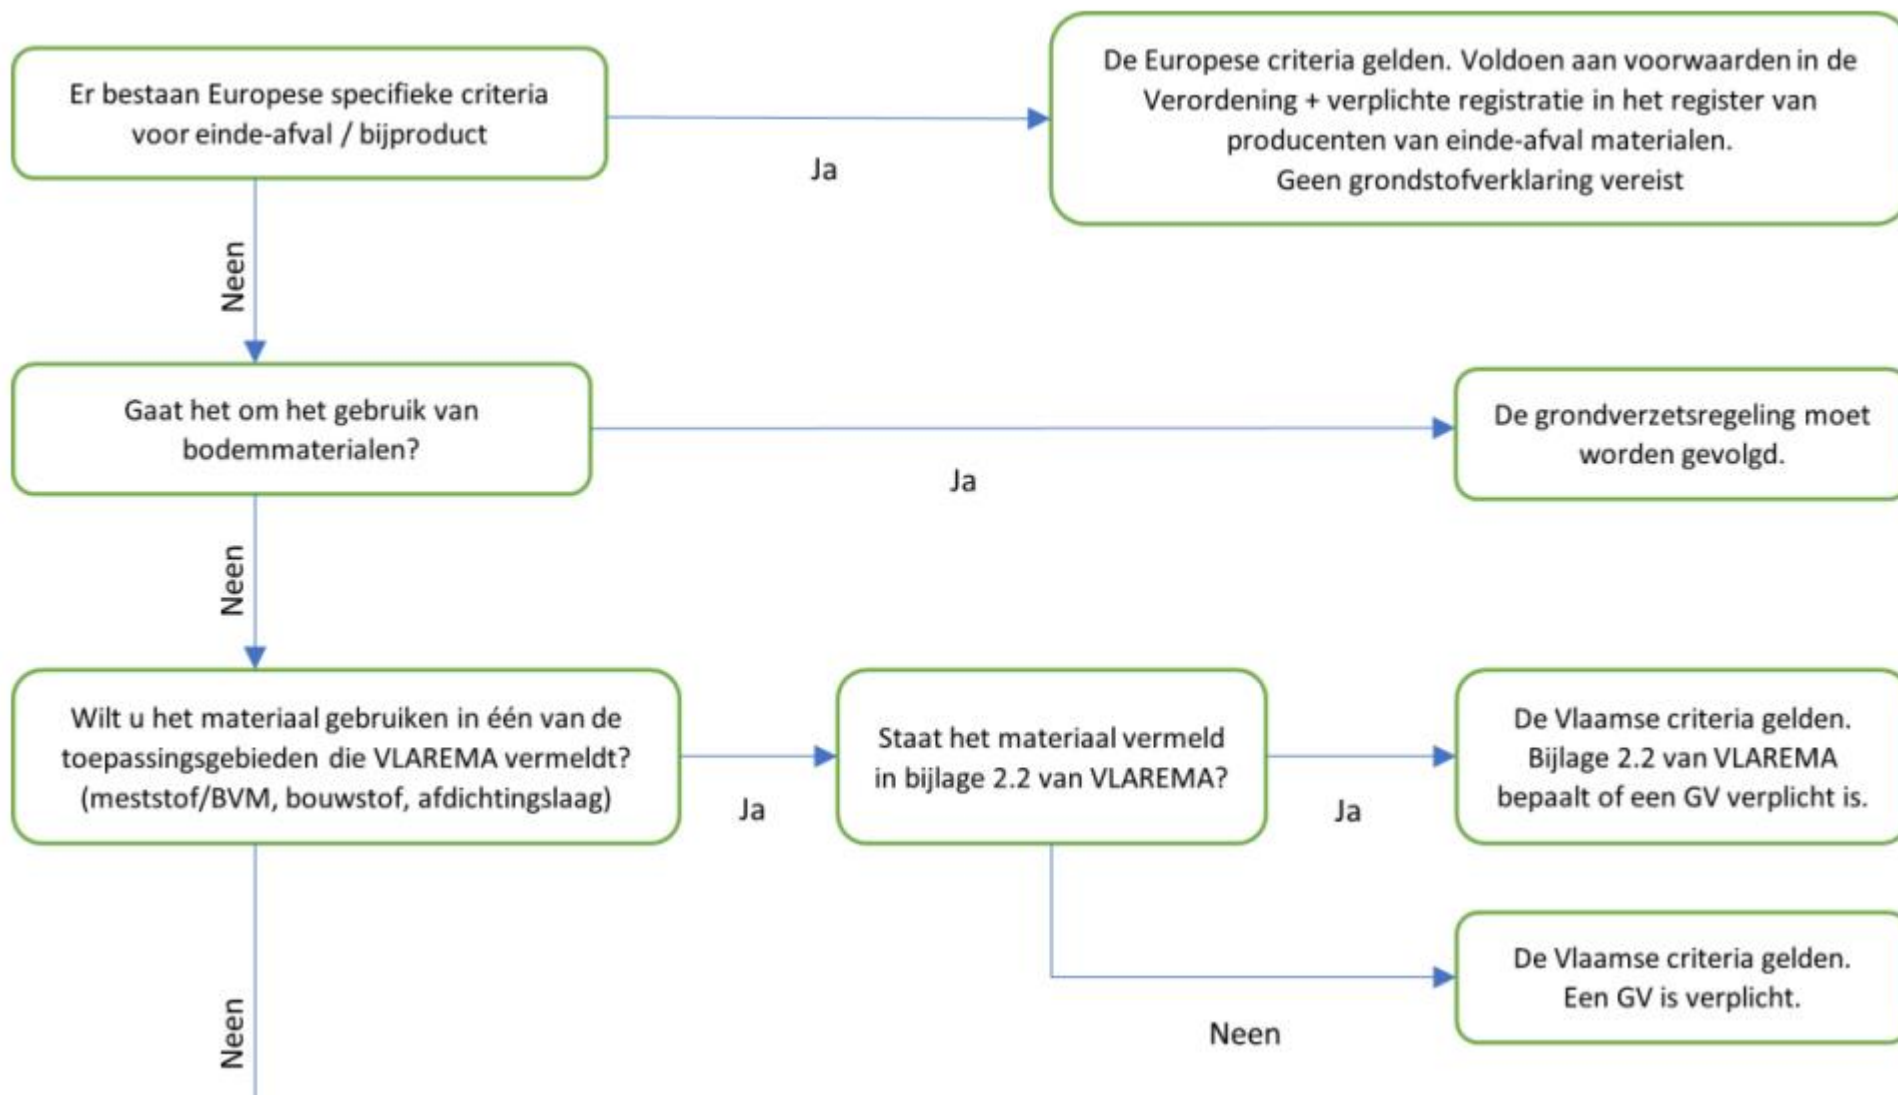 Er bestaan Europese specifieke criteria
voor einde-afval / bijproduct
Ja
De Europese criteria gelden. Voldoen aan voorwaarden in de
Verordening + verplichte registratie in het register van
producenten van einde-afval materialen.
Geen grondstofverklaring vereist
Neen
Gaat het om het gebruik van
bodemmaterialen?
Ja
De grondverzetsregeling moet
worden gevolgd.
Neen
Wilt u het materiaal gebruiken in één van de
toepassingsgebieden die VLAREMA vermeldt?
(meststof/BVM, bouwstof, afdichtingslaag)
Ja
Staat het materiaal vermeld
in bijlage 2.2 van VLAREMA?
Ja
De Vlaamse criteria gelden.
Bijlage 2.2 van VLAREMA
bepaalt of een GV verplicht is.
Neen
De Vlaamse criteria gelden.
Een GV is verplicht.
Neen